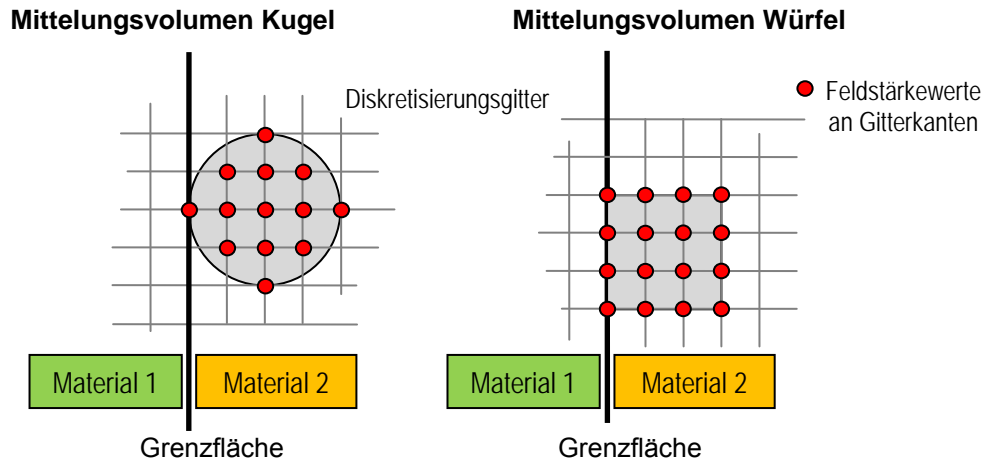 Mittelungsvolumen Kugel
Mittelungsvolumen Würfel
Diskretisierungsgitter
Feldstärkewerte
an Gitterkanten
Material 1
Material 2
Material 1
Material 2
Grenzfläche
Grenzfläche